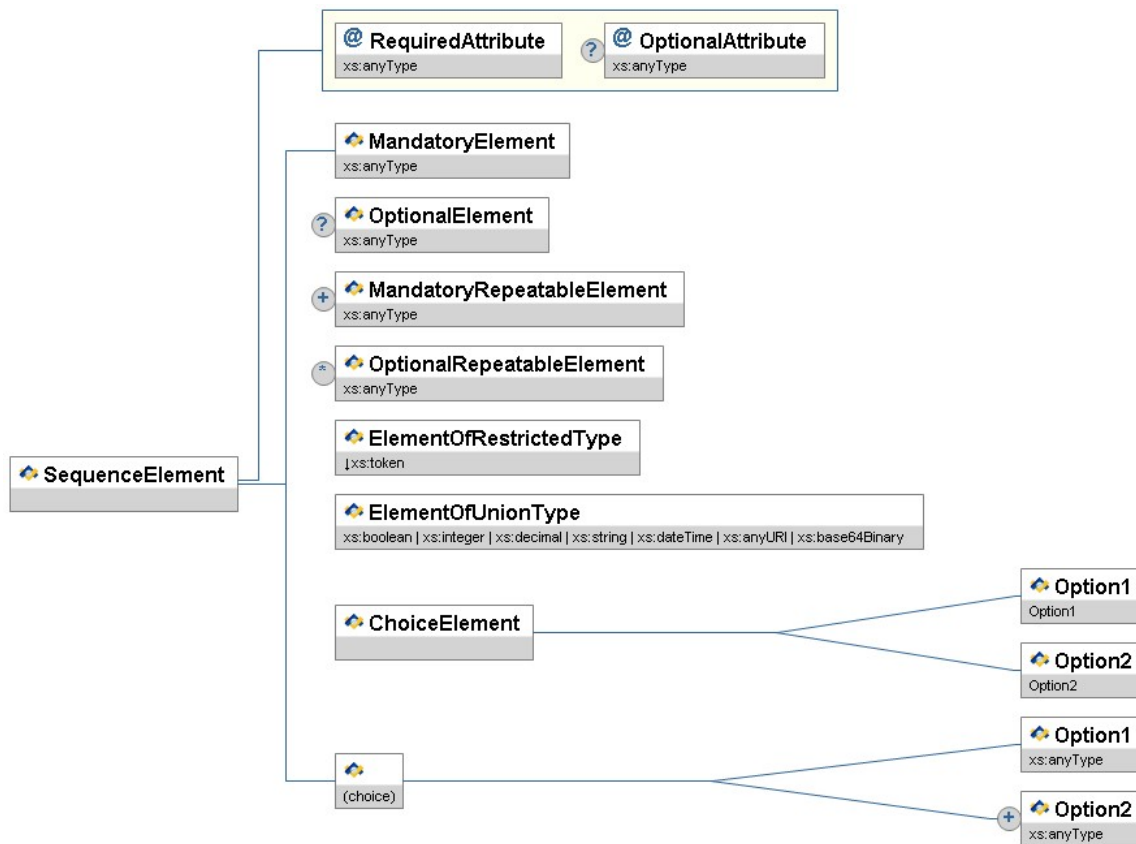 @ RequiredAttribute
xs:anyType
? @ OptionalAttribute
xs:anyType
MandatoryElement
xs:anyType
? OptionalElement
xs:anyType
+ MandatoryRepeatableElement
xs:anyType
* OptionalRepeatableElement
xs:anyType
ElementOfRestrictedType
↓xs:token
SequenceElement
ElementOfUnionType
xs:boolean | xs:integer | xs:decimal | xs:string | xs:dateTime | xs:anyURI | xs:base64Binary
ChoiceElement
Option1
Option1
Option2
Option2
(choice)
Option1
xs:anyType
+ Option2
xs:anyType